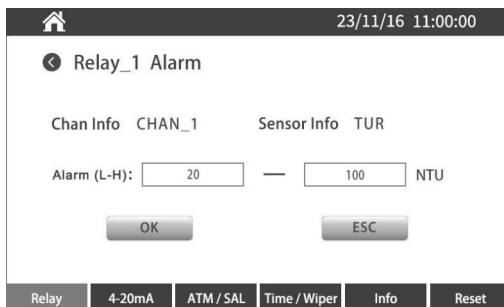 23/11/16 11:00:00
Relay_1 Alarm
Chan Info CHAN_1 Sensor Info TUR
Alarm (L-H): 20 — 100 NTU
OK ESC
Relay 4-20mA ATM / SAL Time / Wiper Info Reset